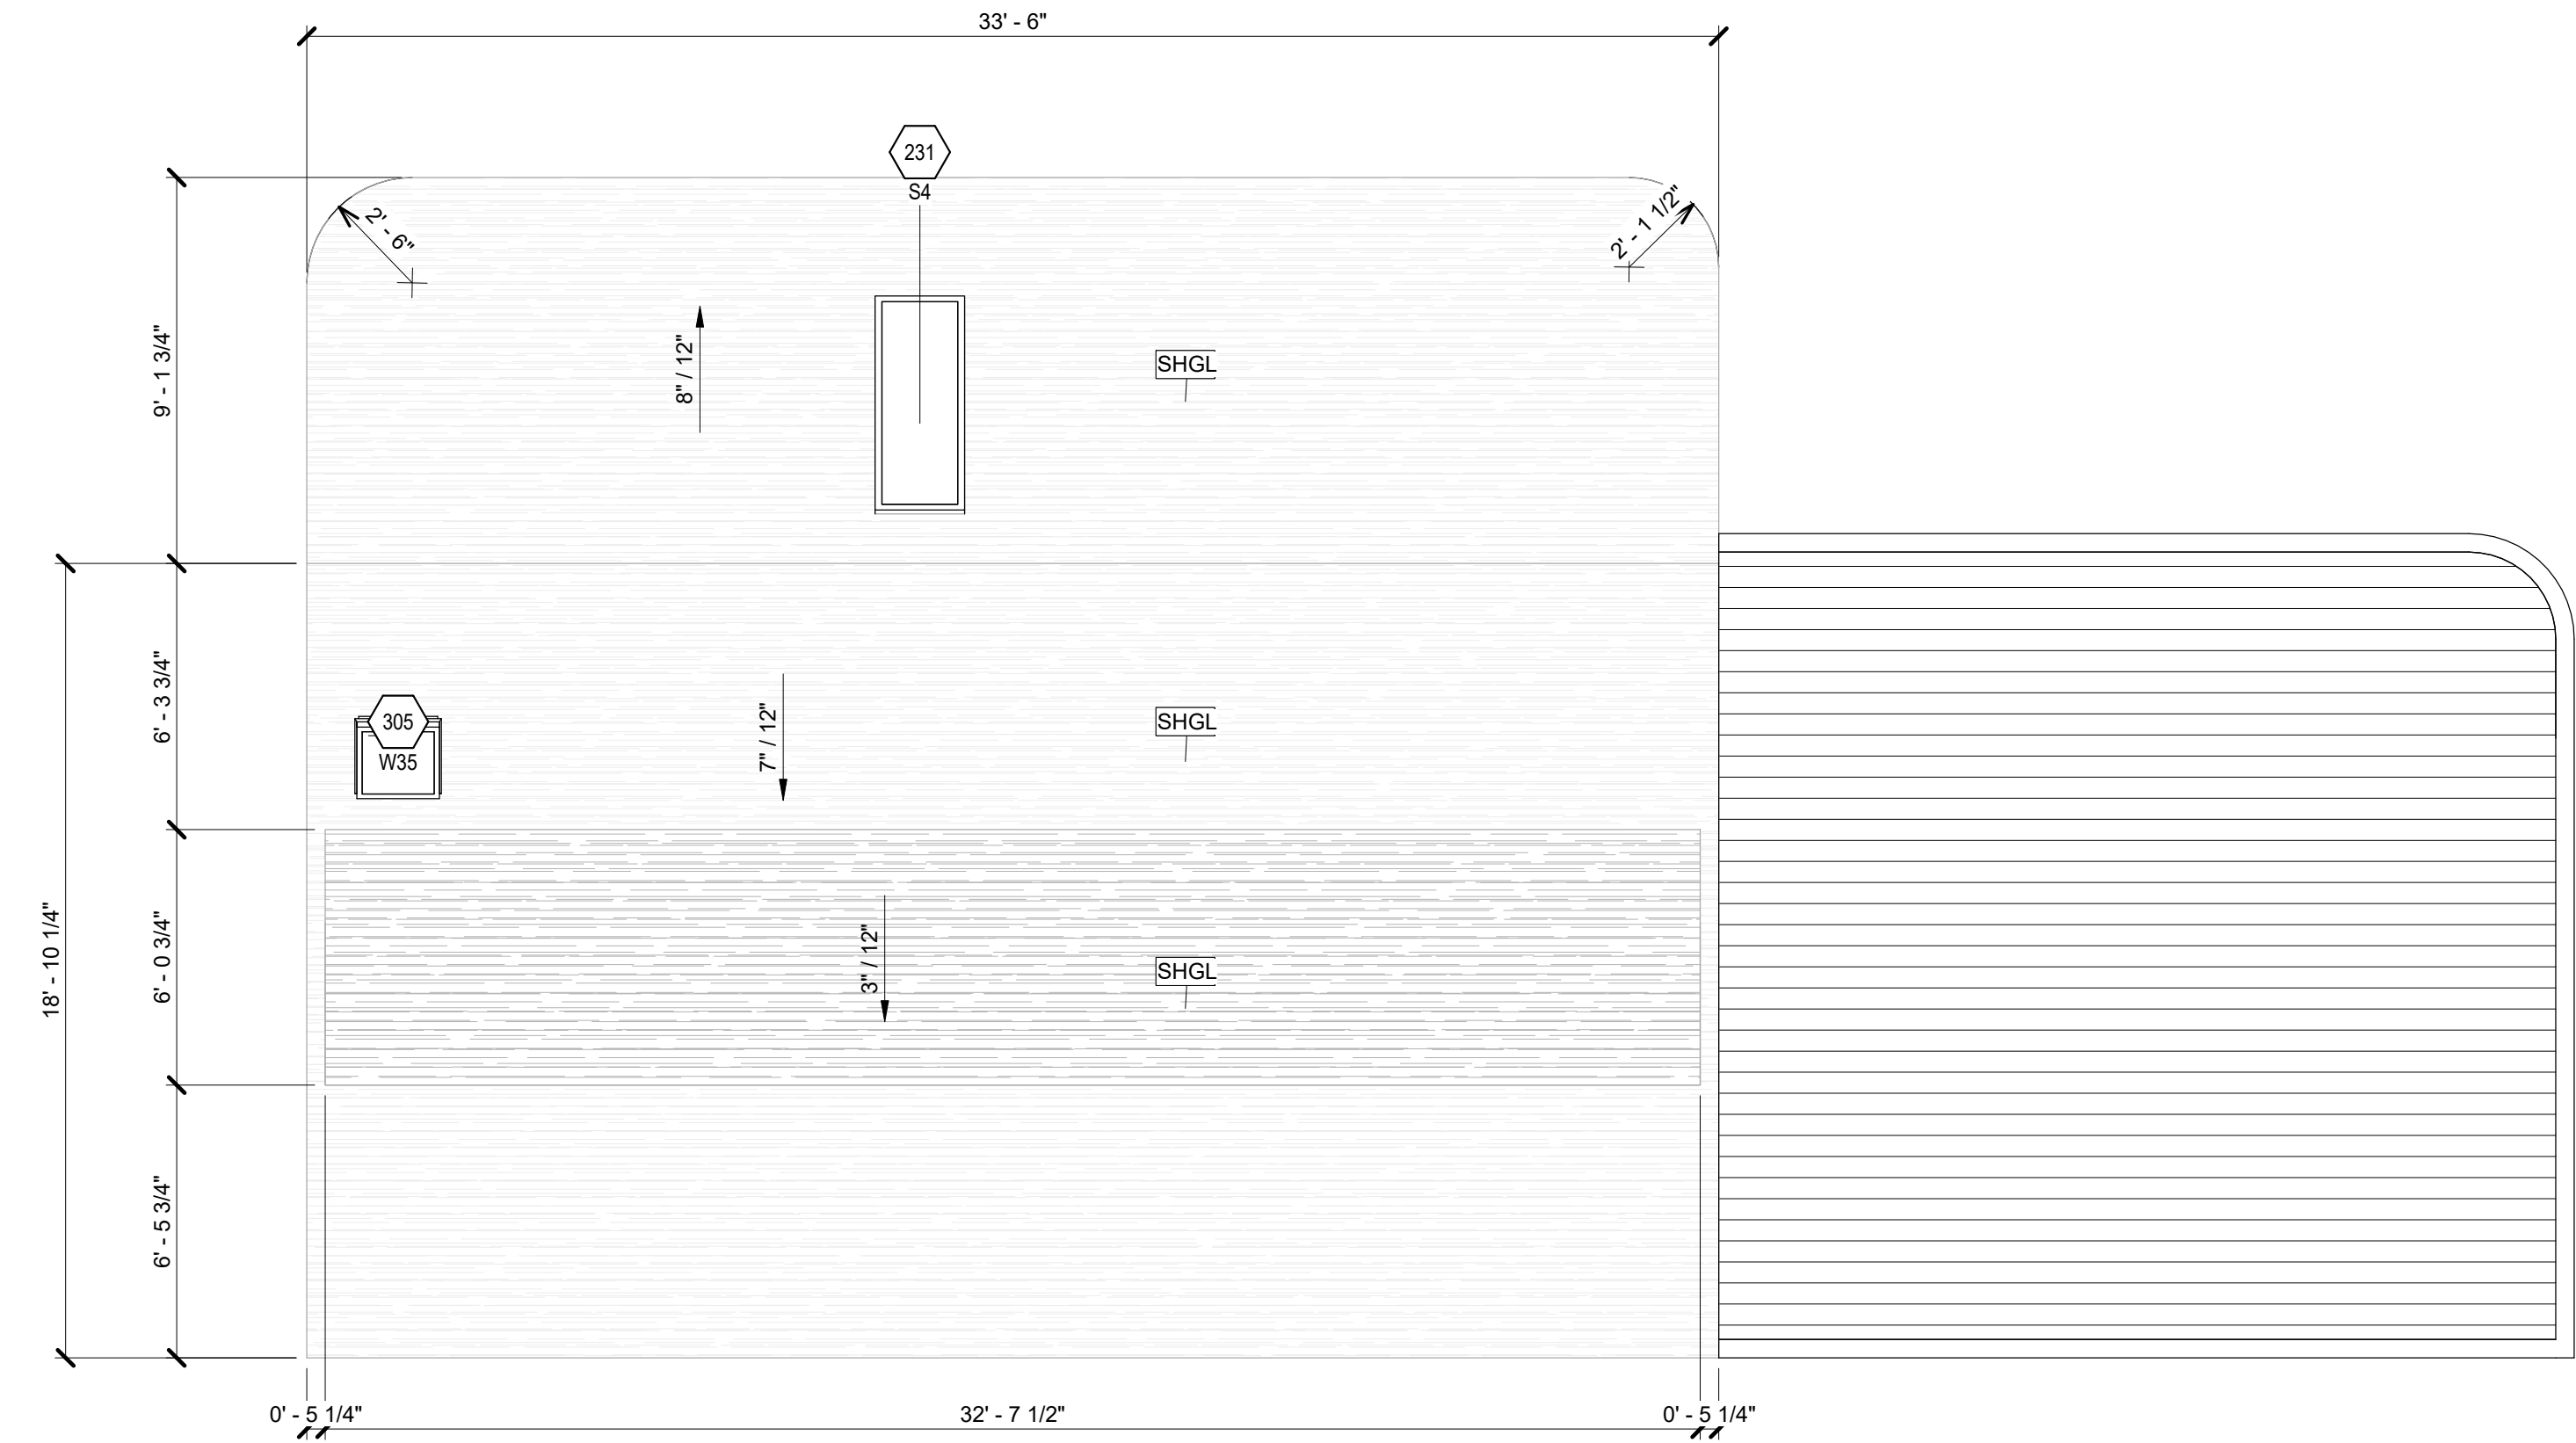 33' - 6"
231
S4
2' - 6"
2' - 1 1/2"
9' - 1 3/4"
8" / 12"
SHGL
6' - 3 3/4"
305
W35
7" / 12"
SHGL
18' - 10 1/4"
6' - 0 3/4"
3" / 12"
SHGL
6' - 5 3/4"
0' - 5 1/4"
32' - 7 1/2"
0' - 5 1/4"